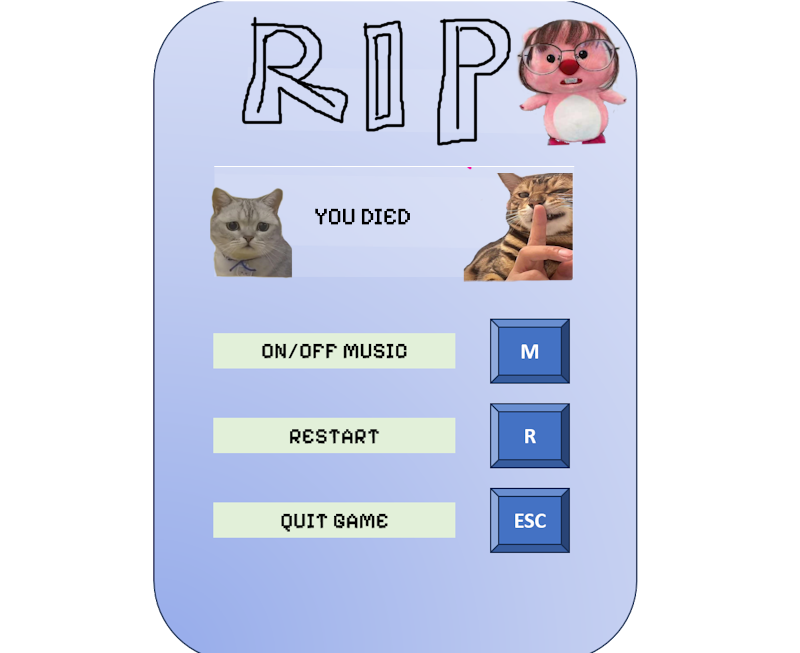 RIP
YOU DIED
ON/OFF MUSIC M
RESTART R
QUIT GAME ESC